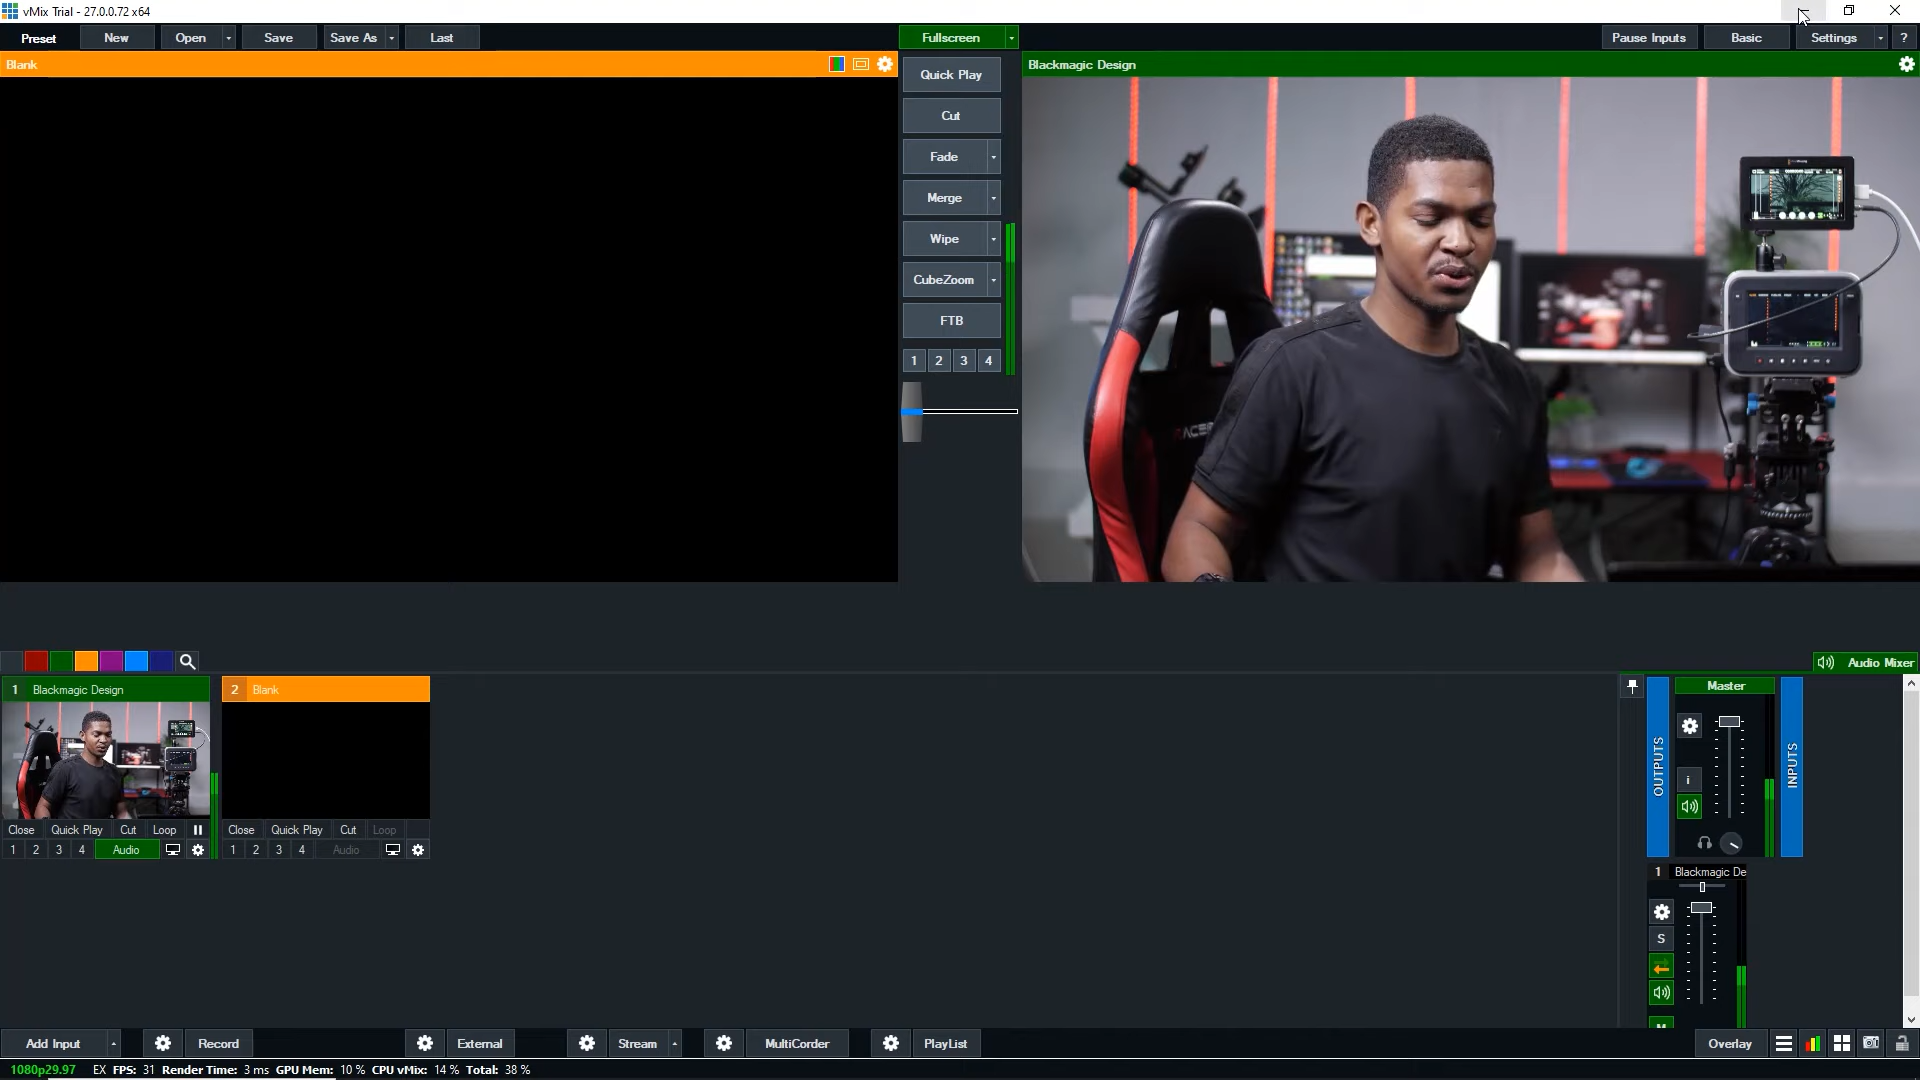 vMix Trial - 27.0.0.72 x64
Preset New Open Save Save As Last Fullscreen Pause Inputs Basic Settings ?
Blank Blackmagic Design
Quick Play
Cut
Fade
Merge
Wipe
CubeZoom
FTB
1 2 3 4
Audio Mixer
1 Blackmagic Design 2 Blank
Master
OUTPUTS
INPUTS
i
Close Quick Play Cut Loop Close Quick Play Cut Loop
1 2 3 4 Audio 1 2 3 4 Audio
1 Blackmagic De
S
M
Add Input Record External Stream MultiCorder PlayList Overlay
1080p29.97 EX FPS: 31 Render Time: 3 ms GPU Mem: 10 % CPU vMix: 14 % Total: 38 %